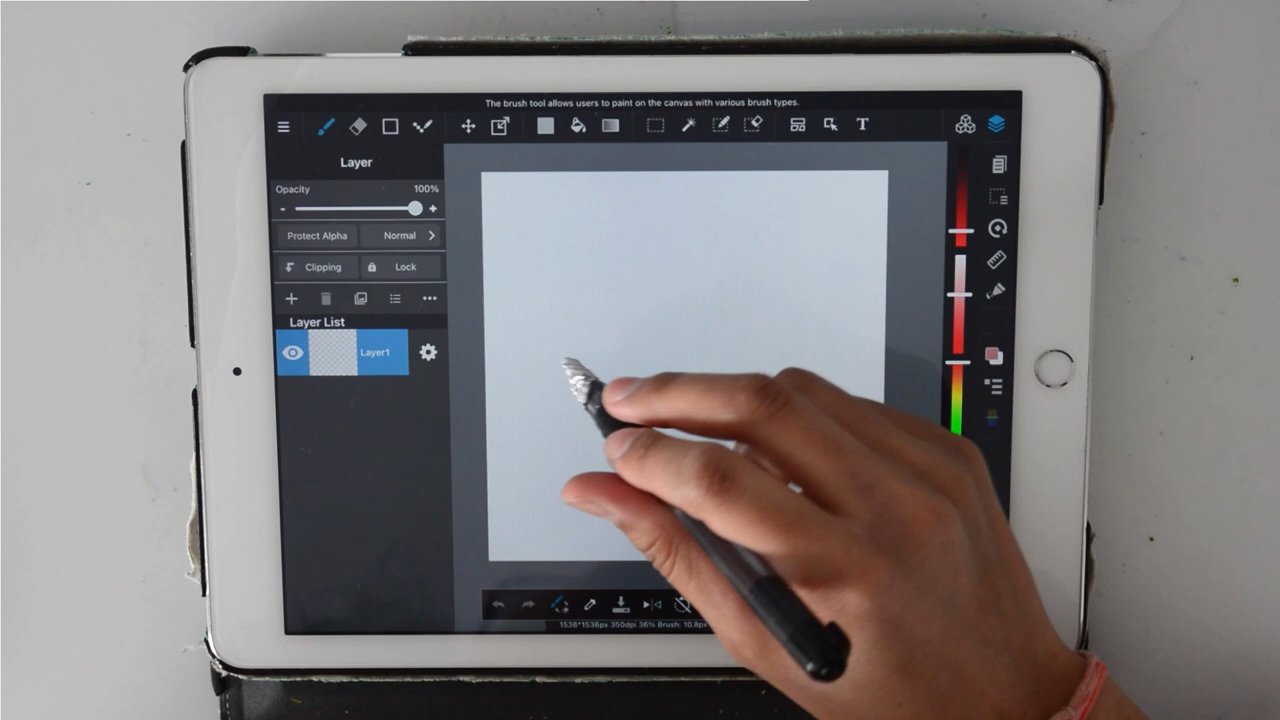 The brush tool allows users to paint on the canvas with various brush types.
T
Layer
Opacity 100%
- +
Protect Alpha Normal >
Clipping Lock
Layer List
Layer1
1536*1536px 350dpi 36% Brush: 10.8px